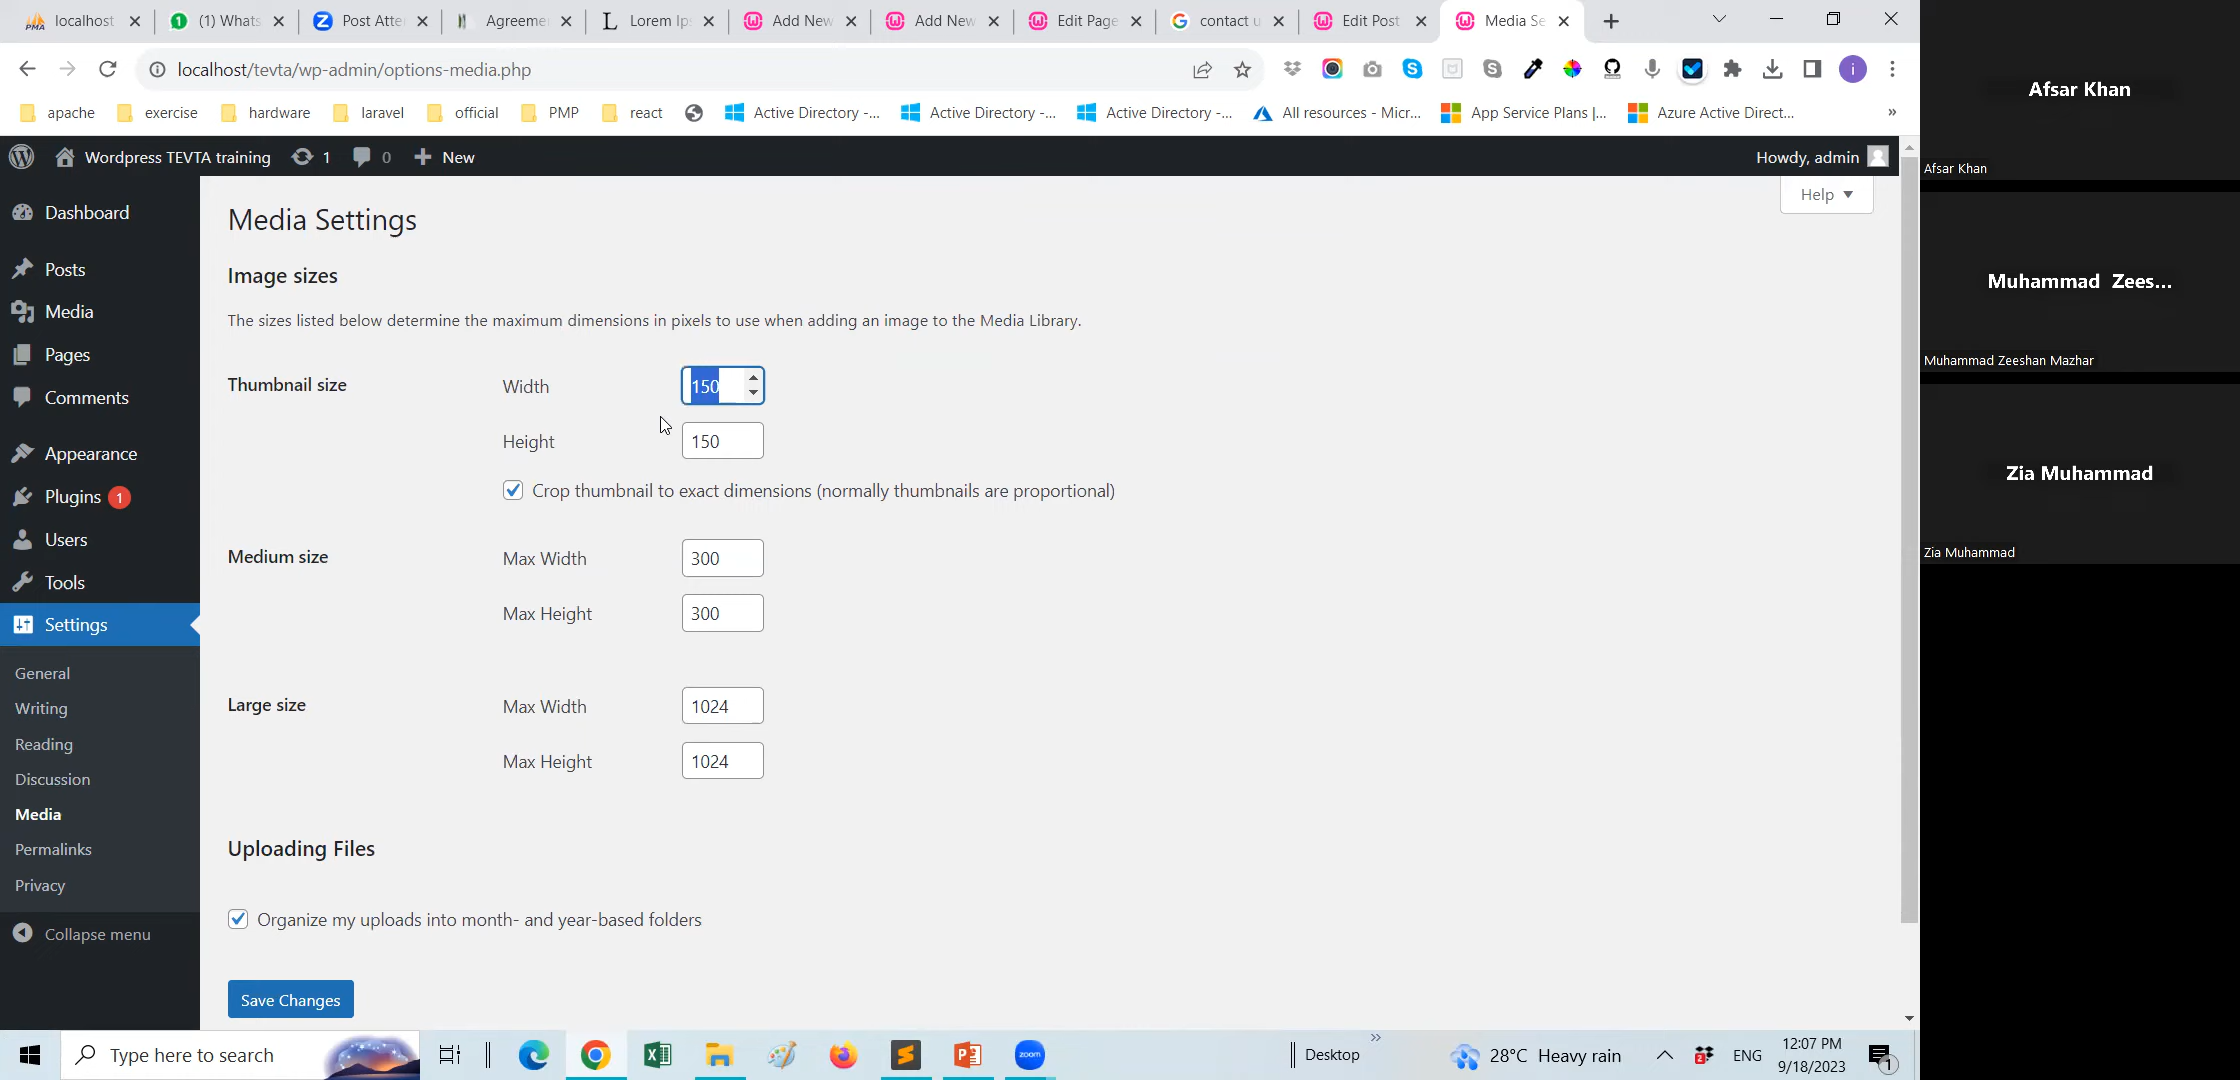 localhost
(1) Whats
Post Atte
Agreeme
Lorem Ip
Add New
Add New
Edit Page
contact u
Edit Post
Media Se
localhost/tevta/wp-admin/options-media.php
apache
exercise
hardware
laravel
official
PMP
react
Active Directory -...
Active Directory -...
Active Directory -...
All resources - Micr...
App Service Plans |...
Azure Active Direct...
»
Wordpress TEVTA training
1
0
New
Howdy, admin
Help
Dashboard
Posts
Media
Pages
Comments
Appearance
Plugins 1
Users
Tools
Settings
General
Writing
Reading
Discussion
Media
Permalinks
Privacy
Collapse menu
Media Settings
Image sizes
The sizes listed below determine the maximum dimensions in pixels to use when adding an image to the Media Library.
Thumbnail size
Width 150
Height 150
Crop thumbnail to exact dimensions (normally thumbnails are proportional)
Medium size
Max Width 300
Max Height 300
Large size
Max Width 1024
Max Height 1024
Uploading Files
Organize my uploads into month- and year-based folders
Save Changes
Type here to search
zoom
Desktop
»
28°C Heavy rain
ENG
12:07 PM
9/18/2023
1
Afsar Khan
Afsar Khan
Muhammad Zees...
Muhammad Zeeshan Mazhar
Zia Muhammad
Zia Muhammad